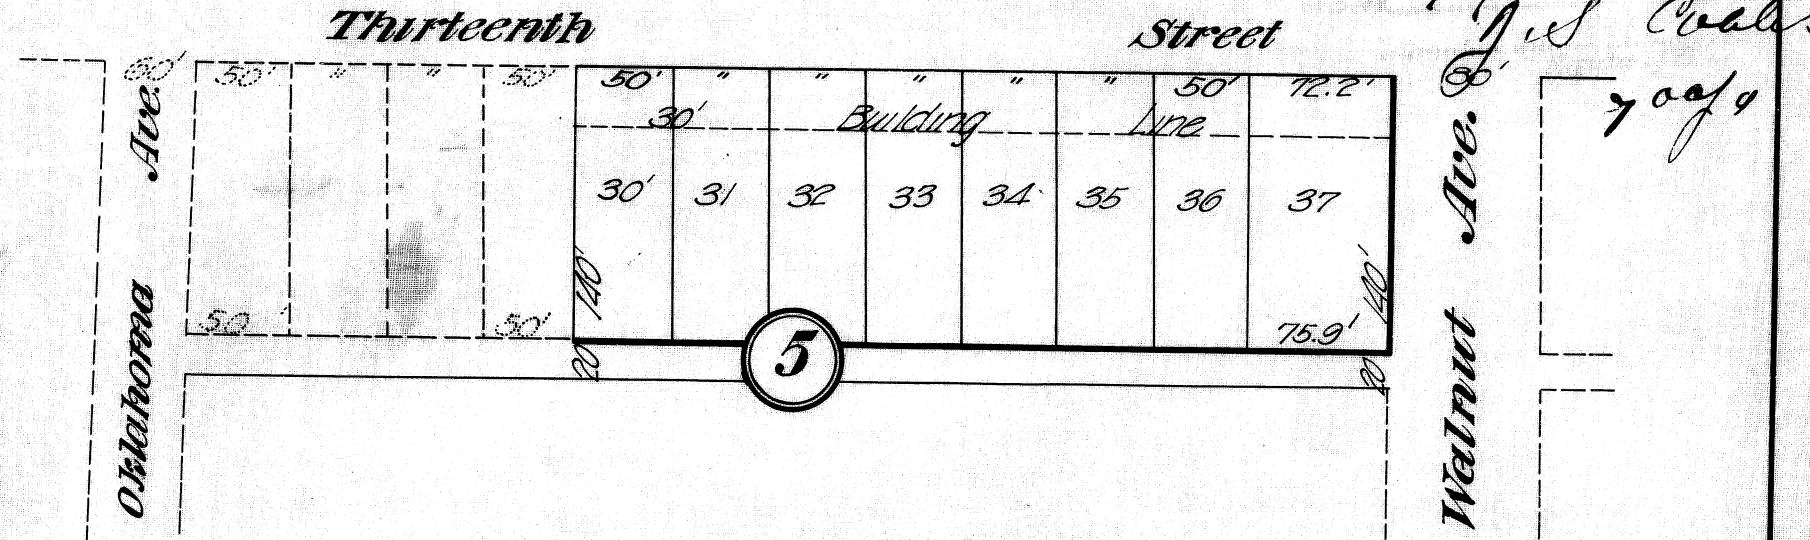 Thirteenth Street
60' 50' " " 50' 50' " " " " " 50' 72.2'
30' Building Line
30' 31 32 33 34 35 36 37
140' 140'
50 50' 75.9'
20' 20'
5
Oklahoma Ave.
Walnut Ave.